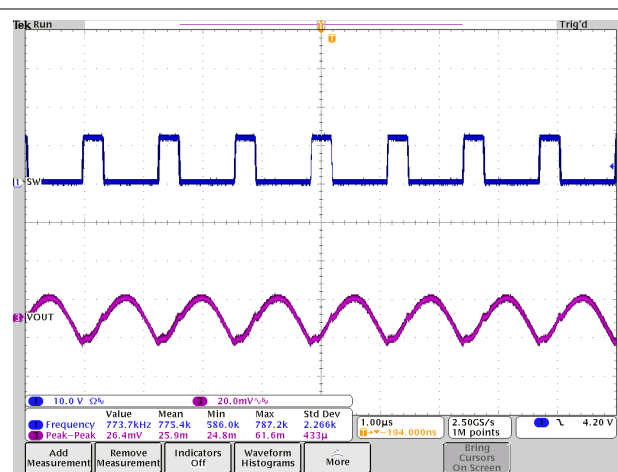 Tek Run Trig'd
T
T
1 SW
3 VOUT
1 10.0 V Ω 3 20.0mV
Value Mean Min Max Std Dev
1 Frequency 773.7kHz 775.4k 586.0k 787.2k 2.266k
3 Peak-Peak 26.4mV 25.9m 24.8m 61.6m 433µ
1.00µs
T→▼-194.000ns
2.50GS/s
1M points
1 4.20 V
Add Measurement
Remove Measurement
Indicators Off
Waveform Histograms
More
Bring Cursors On Screen